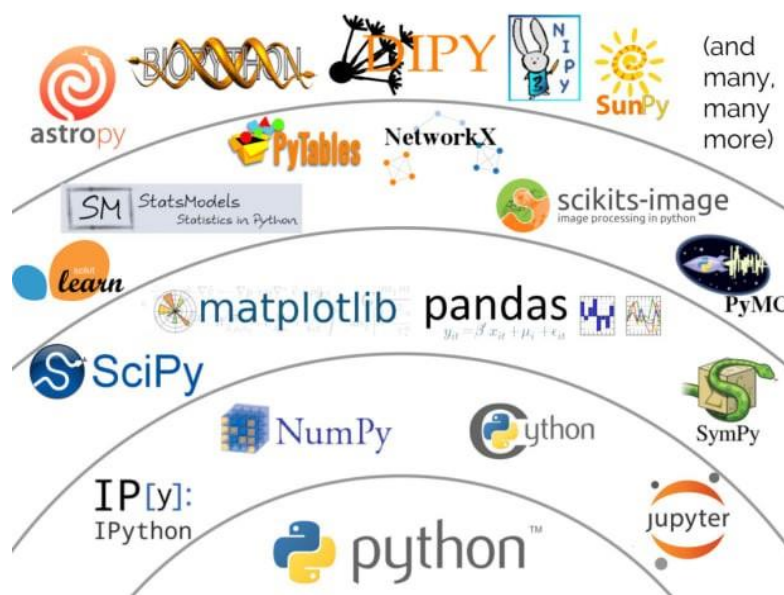 astropy
BIOPYTHON
DIPY
NIPY
SunPy
(and
many,
many
more)
PyTables
NetworkX
SM
StatsModels
Statistics in Python
scikits-image
image processing in python
learn
matplotlib
pandas
PyMC
SciPy
NumPy
Cython
SymPy
IP[y]:
IPython
python™
jupyter